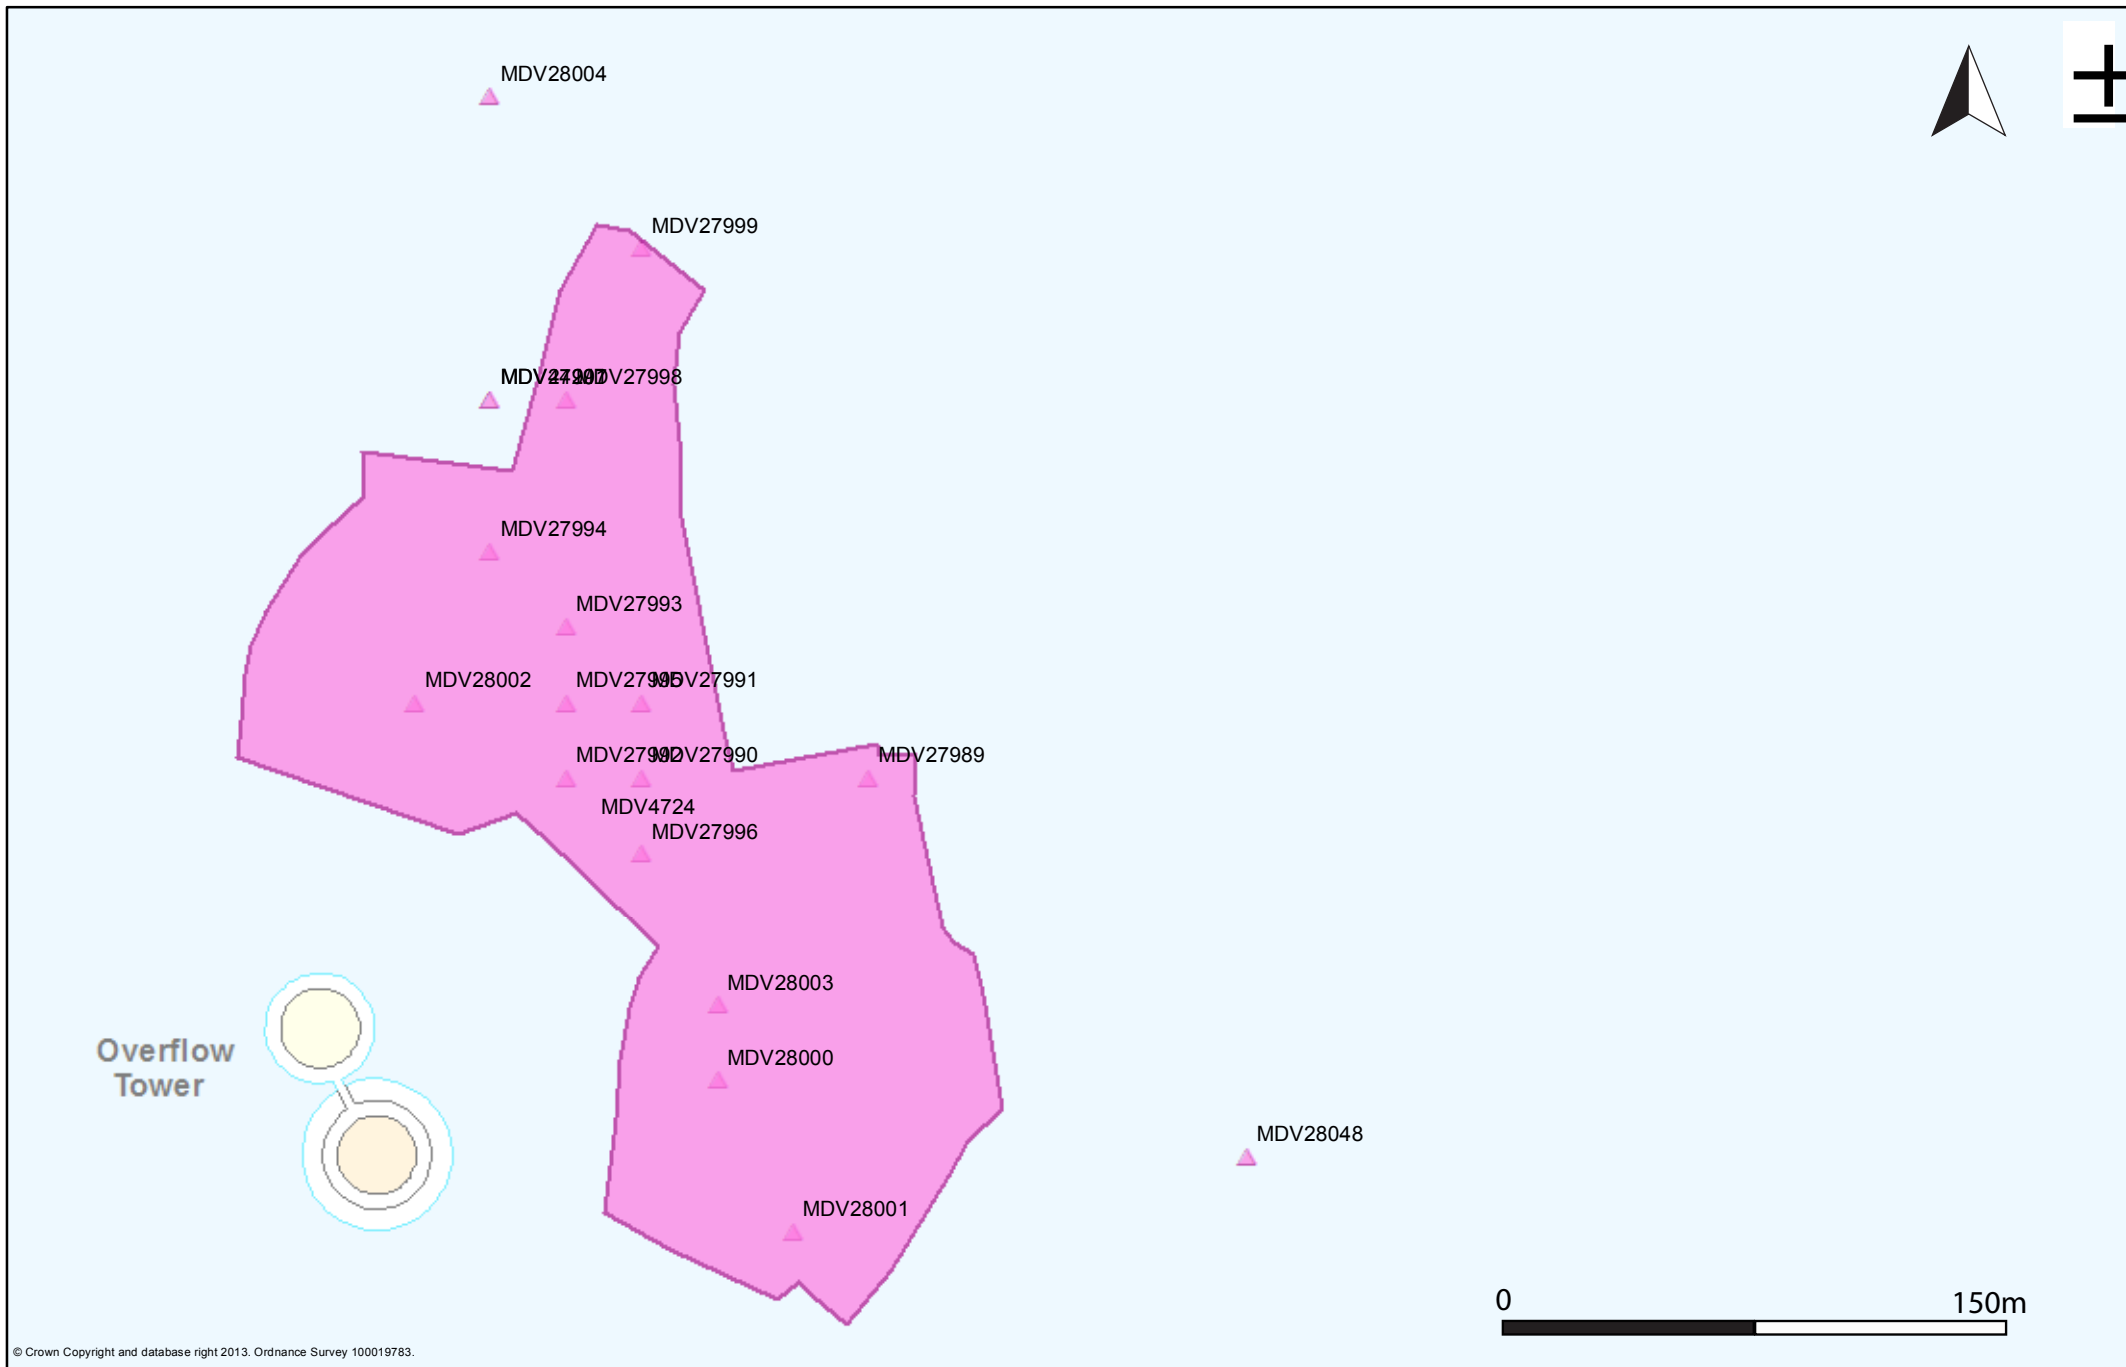 MDV28004
MDV27999
MDV27998
MDV27994
MDV27993
MDV28002
MDV27991
MDV27990
MDV27989
MDV4724
MDV27996
MDV28003
Overflow
Tower
MDV28000
MDV28048
MDV28001
0 150m
© Crown Copyright and database right 2013. Ordnance Survey 100019783.